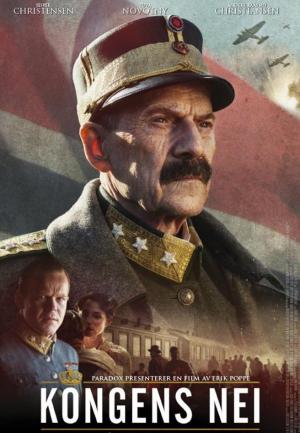 CHRISTENSEN NOVOTNY CHRISTIANSEN
PARADOX PRESENTERER EN FILM AV ERIK POPPE
KONGENS NEI